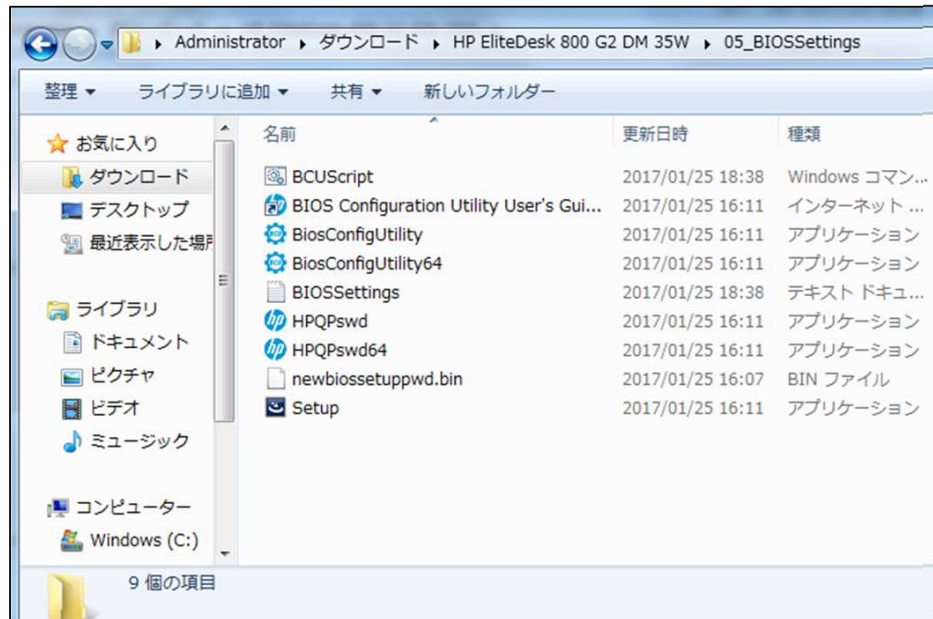 Administrator ▸ ダウンロード ▸ HP EliteDesk 800 G2 DM 35W ▸ 05_BIOSSettings
整理 ライブラリに追加 共有 新しいフォルダー
お気に入り
ダウンロード
デスクトップ
最近表示した場所
ライブラリ
ドキュメント
ピクチャ
ビデオ
ミュージック
コンピューター
Windows (C:)
名前 更新日時 種類
BCUScript 2017/01/25 18:38 Windows コマン...
BIOS Configuration Utility User's Gui... 2017/01/25 16:11 インターネット ...
BiosConfigUtility 2017/01/25 16:11 アプリケーション
BiosConfigUtility64 2017/01/25 16:11 アプリケーション
BIOSSettings 2017/01/25 18:38 テキスト ドキュ...
HPQPswd 2017/01/25 16:11 アプリケーション
HPQPswd64 2017/01/25 16:11 アプリケーション
newbiossetuppwd.bin 2017/01/25 16:07 BIN ファイル
Setup 2017/01/25 16:11 アプリケーション
9 個の項目